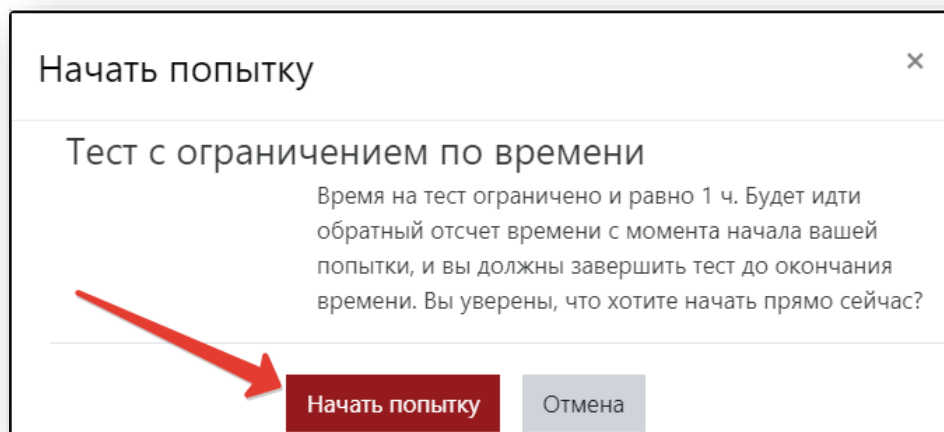 Начать попытку
×
Тест с ограничением по времени
Время на тест ограничено и равно 1 ч. Будет идти
обратный отсчет времени с момента начала вашей
попытки, и вы должны завершить тест до окончания
времени. Вы уверены, что хотите начать прямо сейчас?
Начать попытку
Отмена